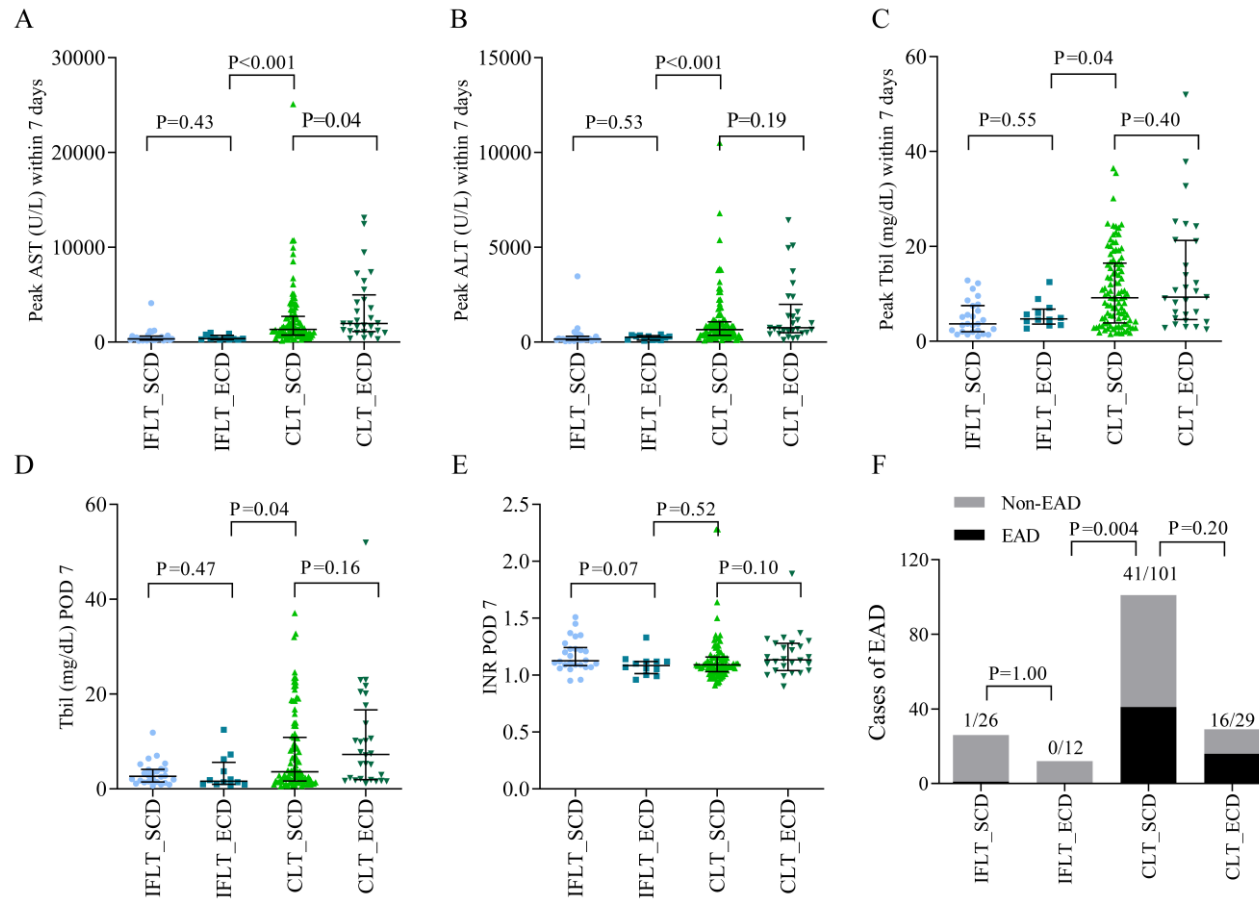 A
Peak AST (U/L) within 7 days
30000
20000
10000
0
P<0.001
P=0.43
P=0.04
IFLT_SCD
IFLT_ECD
CLT_SCD
CLT_ECD
B
Peak ALT (U/L) within 7 days
15000
10000
5000
0
P<0.001
P=0.53
P=0.19
IFLT_SCD
IFLT_ECD
CLT_SCD
CLT_ECD
C
Peak Tbil (mg/dL) within 7 days
60
40
20
0
P=0.04
P=0.55
P=0.40
IFLT_SCD
IFLT_ECD
CLT_SCD
CLT_ECD
D
Tbil (mg/dL) POD 7
60
40
20
0
P=0.04
P=0.47
P=0.16
IFLT_SCD
IFLT_ECD
CLT_SCD
CLT_ECD
E
INR POD 7
2.5
2.0
1.5
1.0
0.5
0.0
P=0.52
P=0.07
P=0.10
IFLT_SCD
IFLT_ECD
CLT_SCD
CLT_ECD
F
Non-EAD
EAD
Cases of EAD
120
80
40
0
P=0.004
P=0.20
P=1.00
1/26
0/12
41/101
16/29
IFLT_SCD
IFLT_ECD
CLT_SCD
CLT_ECD